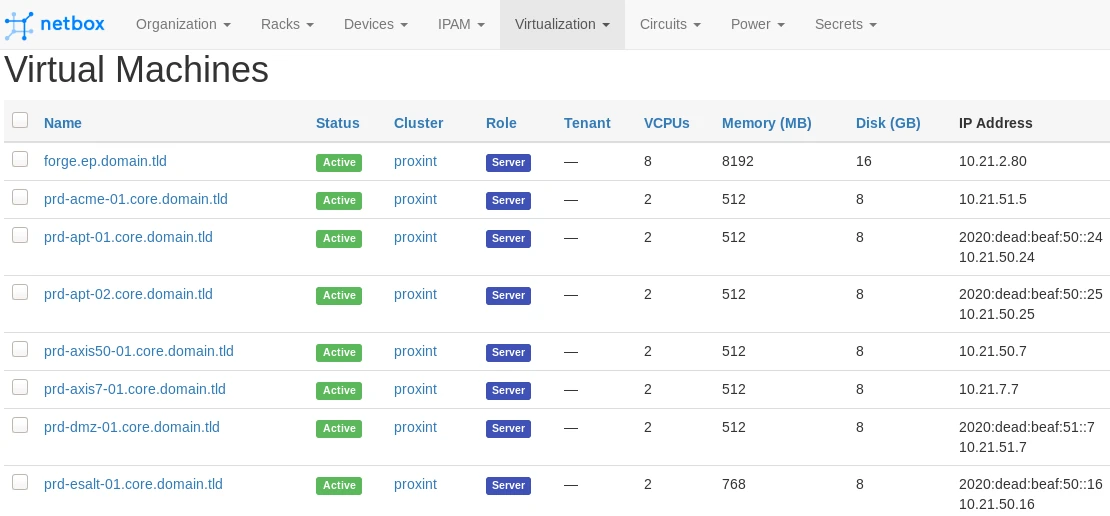 netbox Organization Racks Devices IPAM Virtualization Circuits Power Secrets
Virtual Machines
Name Status Cluster Role Tenant VCPUs Memory (MB) Disk (GB) IP Address
forge.ep.domain.tld Active proxint Server — 8 8192 16 10.21.2.80
prd-acme-01.core.domain.tld Active proxint Server — 2 512 8 10.21.51.5
prd-apt-01.core.domain.tld Active proxint Server — 2 512 8 2020:dead:beaf:50::24
10.21.50.24
prd-apt-02.core.domain.tld Active proxint Server — 2 512 8 2020:dead:beaf:50::25
10.21.50.25
prd-axis50-01.core.domain.tld Active proxint Server — 2 512 8 10.21.50.7
prd-axis7-01.core.domain.tld Active proxint Server — 2 512 8 10.21.7.7
prd-dmz-01.core.domain.tld Active proxint Server — 2 512 8 2020:dead:beaf:51::7
10.21.51.7
prd-esalt-01.core.domain.tld Active proxint Server — 2 768 8 2020:dead:beaf:50::16
10.21.50.16